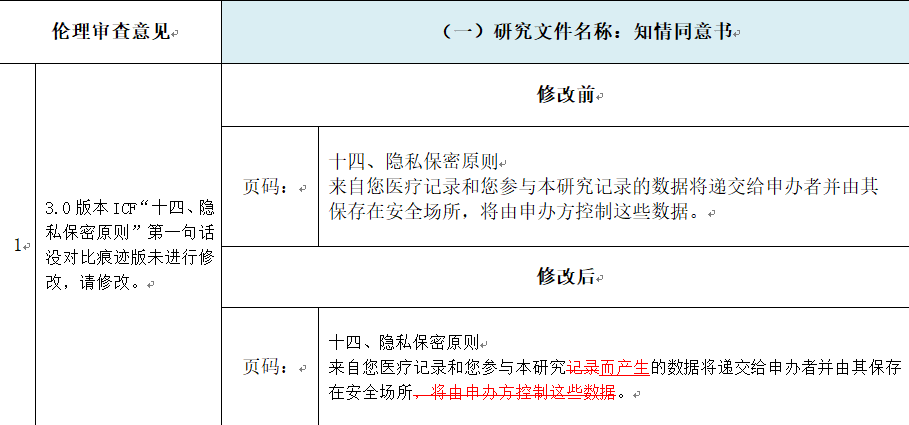 伦理审查意见
（一）研究文件名称：知情同意书
1
3.0版本ICF“十四、隐
私保密原则”第一句话
没对比痕迹版未进行修
改，请修改。
修改前
页码：
十四、隐私保密原则
来自您医疗记录和您参与本研究记录的数据将递交给申办者并由其
保存在安全场所，将由申办方控制这些数据。
修改后
页码：
十四、隐私保密原则
来自您医疗记录和您参与本研究记录而产生的数据将递交给申办者并由其保存
在安全场所，将由申办方控制这些数据。